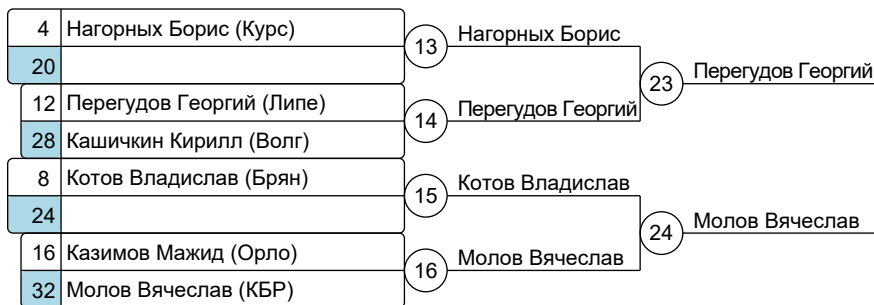 4 Нагорных Борис (Курс)
20
12 Перегудов Георгий (Липе)
28 Кашичкин Кирилл (Волг)
8 Котов Владислав (Брян)
24
16 Казимов Мажид (Орло)
32 Молов Вячеслав (КБР)
13 Нагорных Борис
14 Перегудов Георгий
15 Котов Владислав
16 Молов Вячеслав
23 Перегудов Георгий
24 Молов Вячеслав